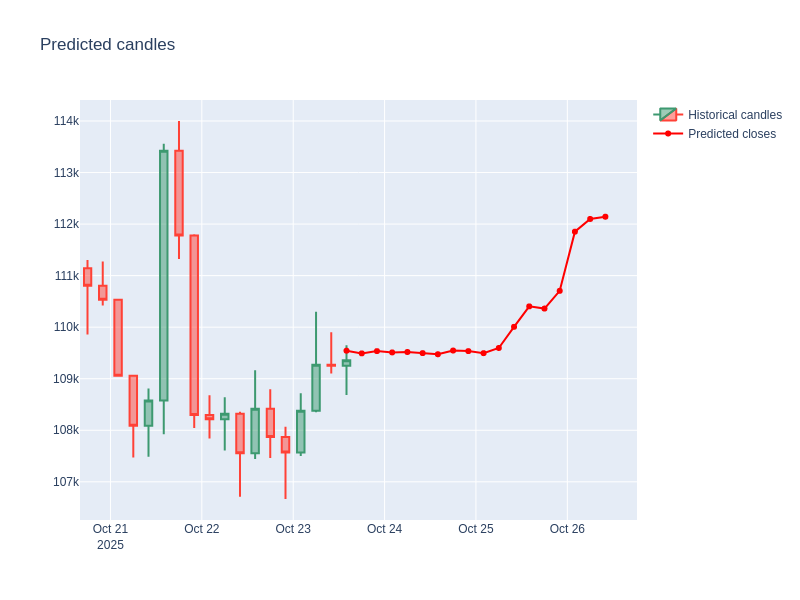 Predicted candles
Historical candles
Predicted closes
114k
113k
112k
111k
110k
109k
108k
107k
Oct 21
2025
Oct 22
Oct 23
Oct 24
Oct 25
Oct 26